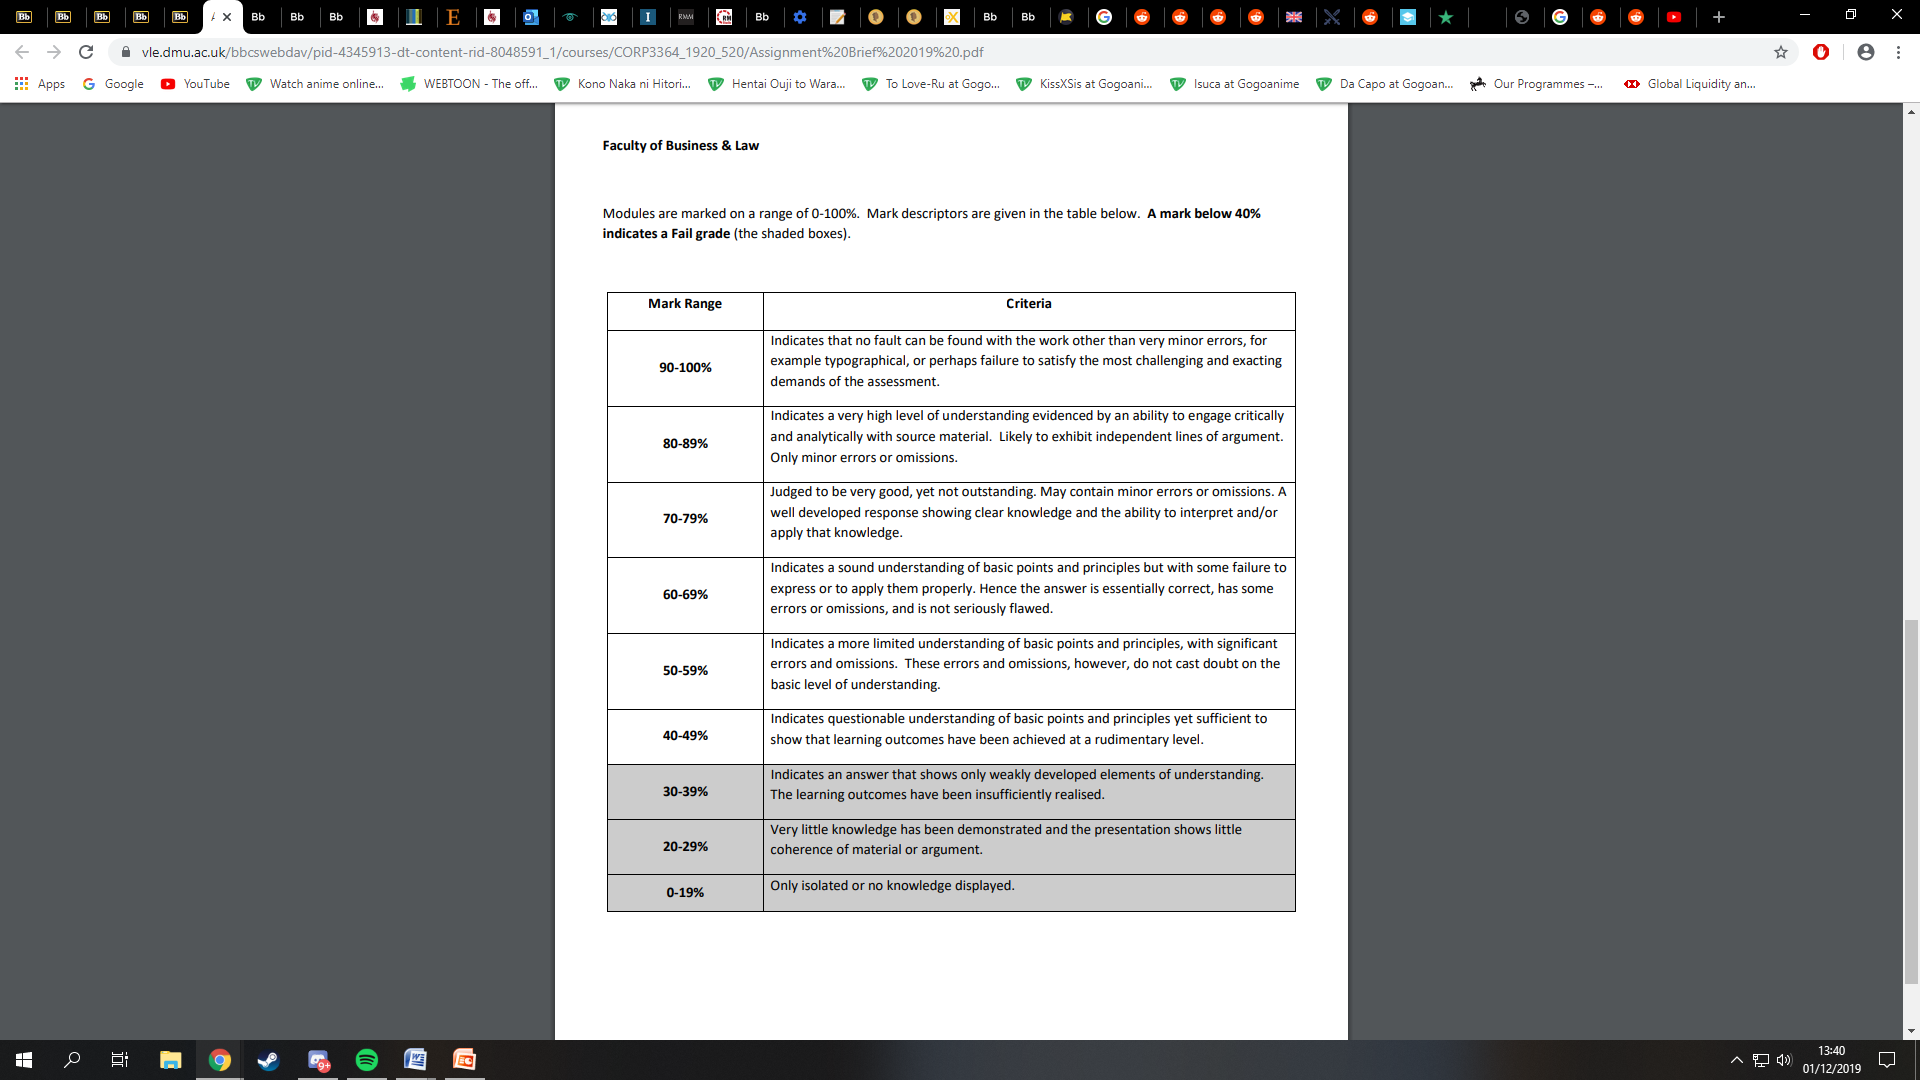 Bb Bb Bb Bb Bb Bb Bb Bb E I RMM Bb Bb Bb
vle.dmu.ac.uk/bbcswebdav/pid-4345913-dt-content-rid-8048591_1/courses/CORP3364_1920_520/Assignment%20Brief%202019%20.pdf
Apps Google YouTube Watch anime online... WEBTOON - The off... Kono Naka ni Hitori... Hentai Ouji to Wara... To Love-Ru at Gogo... KissXSis at Gogoani... Isuca at Gogoanime Da Capo at Gogoan... Our Programmes –... Global Liquidity an...
Faculty of Business & Law
Modules are marked on a range of 0-100%. Mark descriptors are given in the table below. A mark below 40%
indicates a Fail grade (the shaded boxes).
Mark Range Criteria
90-100%
Indicates that no fault can be found with the work other than very minor errors, for
example typographical, or perhaps failure to satisfy the most challenging and exacting
demands of the assessment.
80-89%
Indicates a very high level of understanding evidenced by an ability to engage critically
and analytically with source material. Likely to exhibit independent lines of argument.
Only minor errors or omissions.
70-79%
Judged to be very good, yet not outstanding. May contain minor errors or omissions. A
well developed response showing clear knowledge and the ability to interpret and/or
apply that knowledge.
60-69%
Indicates a sound understanding of basic points and principles but with some failure to
express or to apply them properly. Hence the answer is essentially correct, has some
errors or omissions, and is not seriously flawed.
50-59%
Indicates a more limited understanding of basic points and principles, with significant
errors and omissions. These errors and omissions, however, do not cast doubt on the
basic level of understanding.
40-49%
Indicates questionable understanding of basic points and principles yet sufficient to
show that learning outcomes have been achieved at a rudimentary level.
30-39%
Indicates an answer that shows only weakly developed elements of understanding.
The learning outcomes have been insufficiently realised.
20-29%
Very little knowledge has been demonstrated and the presentation shows little
coherence of material or argument.
0-19%
Only isolated or no knowledge displayed.
9+
13:40
01/12/2019